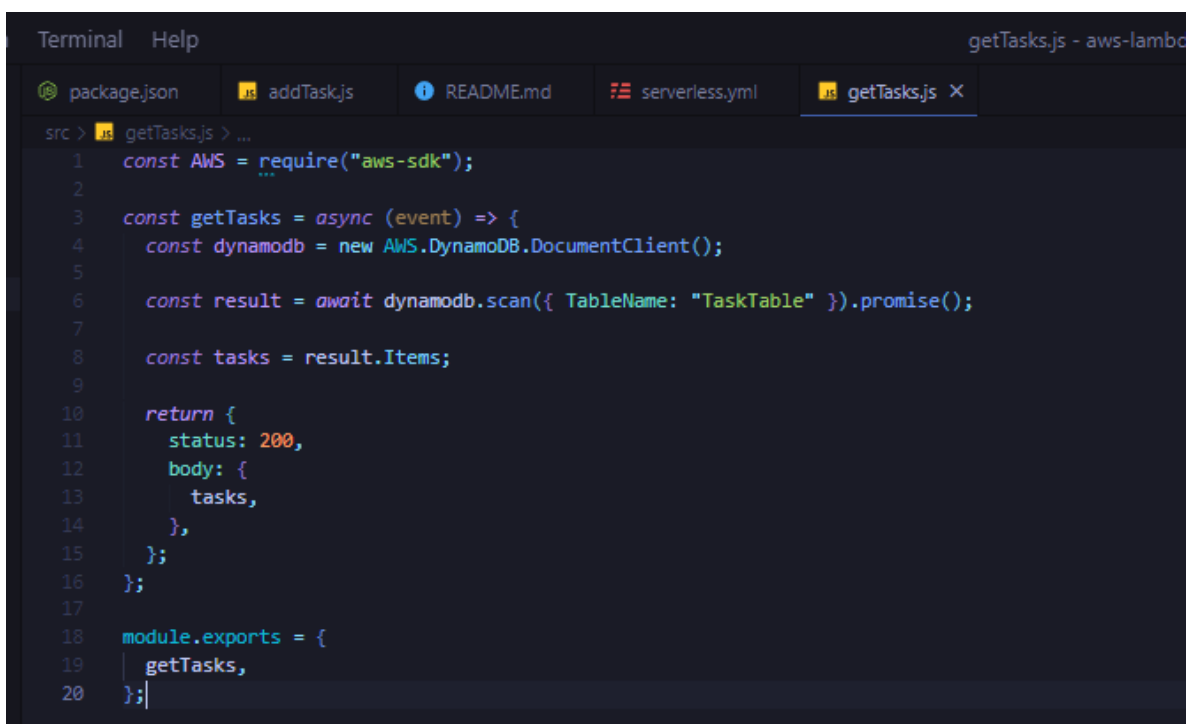 Terminal Help getTasks.js - aws-lambd
package.json addTask.js README.md serverless.yml getTasks.js
src > getTasks.js > ...
1 const AWS = require("aws-sdk");
2
3 const getTasks = async (event) => {
4   const dynamodb = new AWS.DynamoDB.DocumentClient();
5
6   const result = await dynamodb.scan({ TableName: "TaskTable" }).promise();
7
8   const tasks = result.Items;
9
10   return {
11     status: 200,
12     body: {
13       tasks,
14     },
15   };
16 };
17
18 module.exports = {
19   getTasks,
20 };